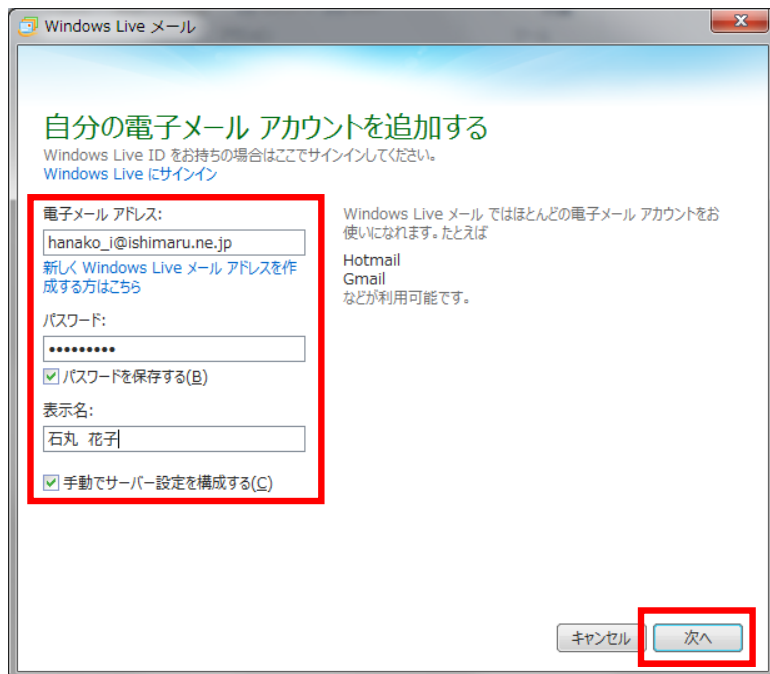 Windows Live メール
自分の電子メール アカウントを追加する
Windows Live ID をお持ちの場合はここでサインインしてください。
Windows Live にサインイン
電子メール アドレス:
hanako_i@ishimaru.ne.jp
新しく Windows Live メール アドレスを作
成する方はこちら
パスワード:
•••••••••
パスワードを保存する(B)
表示名:
石丸 花子
手動でサーバー設定を構成する(C)
Windows Live メール ではほとんどの電子メール アカウントをお
使いになれます。たとえば
Hotmail
Gmail
などが利用可能です。
キャンセル
次へ